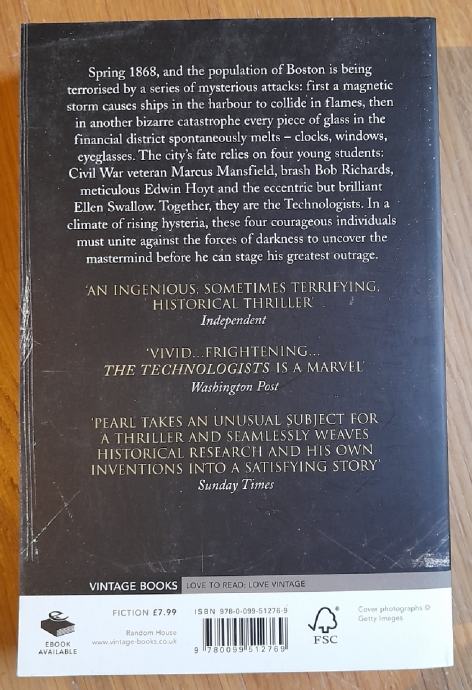 Spring 1868, and the population of Boston is being
terrorised by a series of mysterious attacks: first a magnetic
storm causes ships in the harbour to collide in flames, then
in another bizarre catastrophe every piece of glass in the
financial district spontaneously melts – clocks, windows,
eyeglasses. The city's fate relies on four young students:
Civil War veteran Marcus Mansfield, brash Bob Richards,
meticulous Edwin Hoyt and the eccentric but brilliant
Ellen Swallow. Together, they are the Technologists. In a
climate of rising hysteria, these four courageous individuals
must unite against the forces of darkness to uncover the
mastermind before he can stage his greatest outrage.
'AN INGENIOUS, SOMETIMES TERRIFYING,
HISTORICAL THRILLER'
Independent
'VIVID...FRIGHTENING...
THE TECHNOLOGISTS IS A MARVEL'
Washington Post
'PEARL TAKES AN UNUSUAL SUBJECT FOR
A THRILLER AND SEAMLESSLY WEAVES
HISTORICAL RESEARCH AND HIS OWN
INVENTIONS INTO A SATISFYING STORY'
Sunday Times
VINTAGE BOOKS LOVE TO READ; LOVE VINTAGE
EBOOK
AVAILABLE
FICTION £7.99
Random House
www.vintage-books.co.uk
ISBN 978-0-099-51276-9
9 780099 512769
FSC
Cover photographs ©
Getty Images